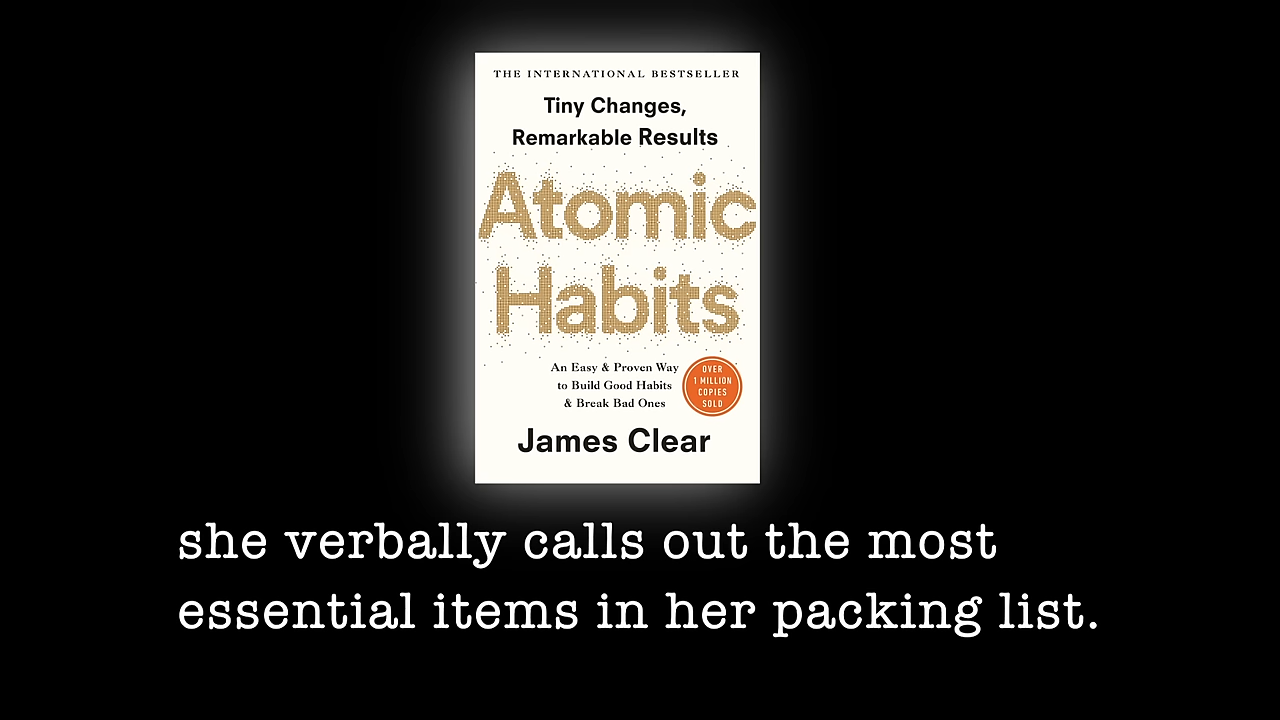 THE INTERNATIONAL BESTSELLER
Tiny Changes,
Remarkable Results
Atomic
Habits
An Easy & Proven Way
to Build Good Habits
& Break Bad Ones
OVER
1 MILLION
COPIES
SOLD
James Clear
she verbally calls out the most
essential items in her packing list.